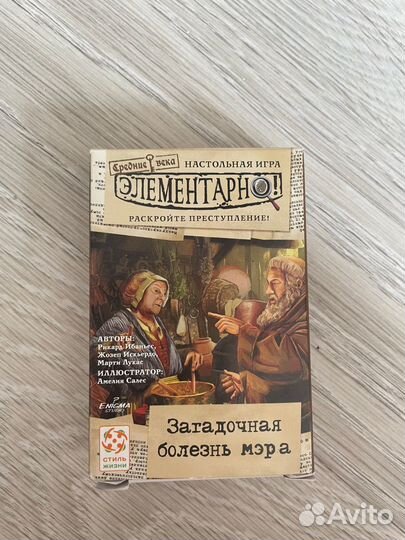 Средние века
НАСТОЛЬНАЯ ИГРА
ЭЛЕМЕНТАРНО!
РАСКРОЙТЕ ПРЕСТУПЛЕНИЕ!
АВТОРЫ:
Рикард Ибаньес,
Жозеп Искьердо,
Марти Лукас
ИЛЛЮСТРАТОР:
Амелия Салес
ENIGMA
STUDIO
СТИЛЬ
ЖИЗНИ
Загадочная
болезнь мэра
Avito